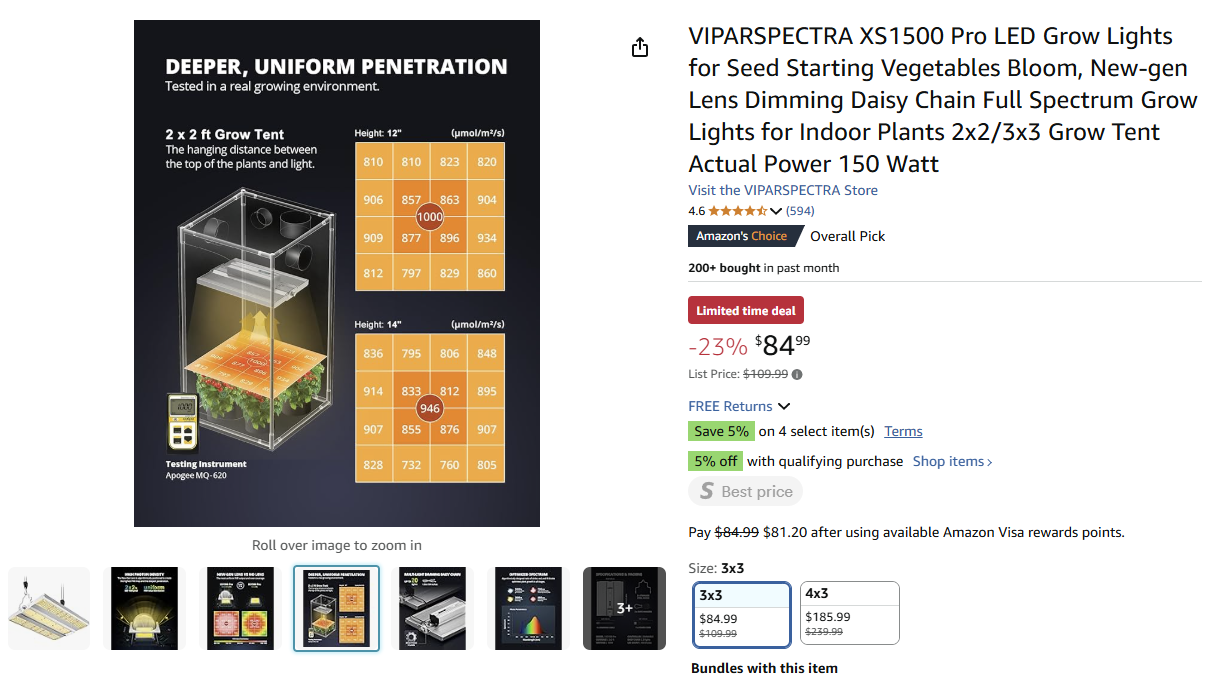 DEEPER, UNIFORM PENETRATION
Tested in a real growing environment.
2 x 2 ft Grow Tent
The hanging distance between
the top of the plants and light.
Height: 12" (μmol/m²/s)
810 810 823 820
906 857 863 904
1000
909 877 896 934
812 797 829 860
Height: 14" (μmol/m²/s)
836 795 806 848
914 833 812 895
946
907 855 876 907
828 732 760 805
Testing Instrument
Apogee MQ-620
Roll over image to zoom in
3+
VIPARSPECTRA XS1500 Pro LED Grow Lights
for Seed Starting Vegetables Bloom, New-gen
Lens Dimming Daisy Chain Full Spectrum Grow
Lights for Indoor Plants 2x2/3x3 Grow Tent
Actual Power 150 Watt
Visit the VIPARSPECTRA Store
4.6 (594)
Amazon's Choice Overall Pick
200+ bought in past month
Limited time deal
-23% $84 99
List Price: $109.99
FREE Returns
Save 5% on 4 select item(s) Terms
5% off with qualifying purchase Shop items ›
S Best price
Pay $84.99 $81.20 after using available Amazon Visa rewards points.
Size: 3x3
3x3 4x3
$84.99 $185.99
$109.99 $239.99
Bundles with this item